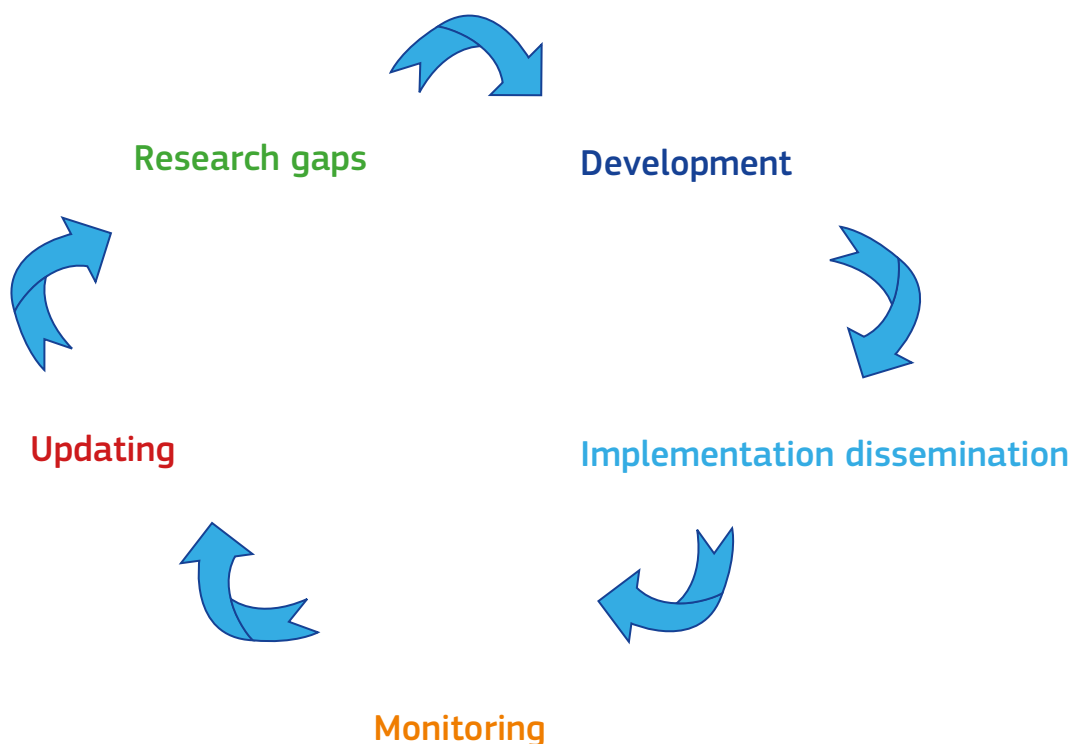 Research gaps
Development
Updating
Implementation dissemination
Monitoring